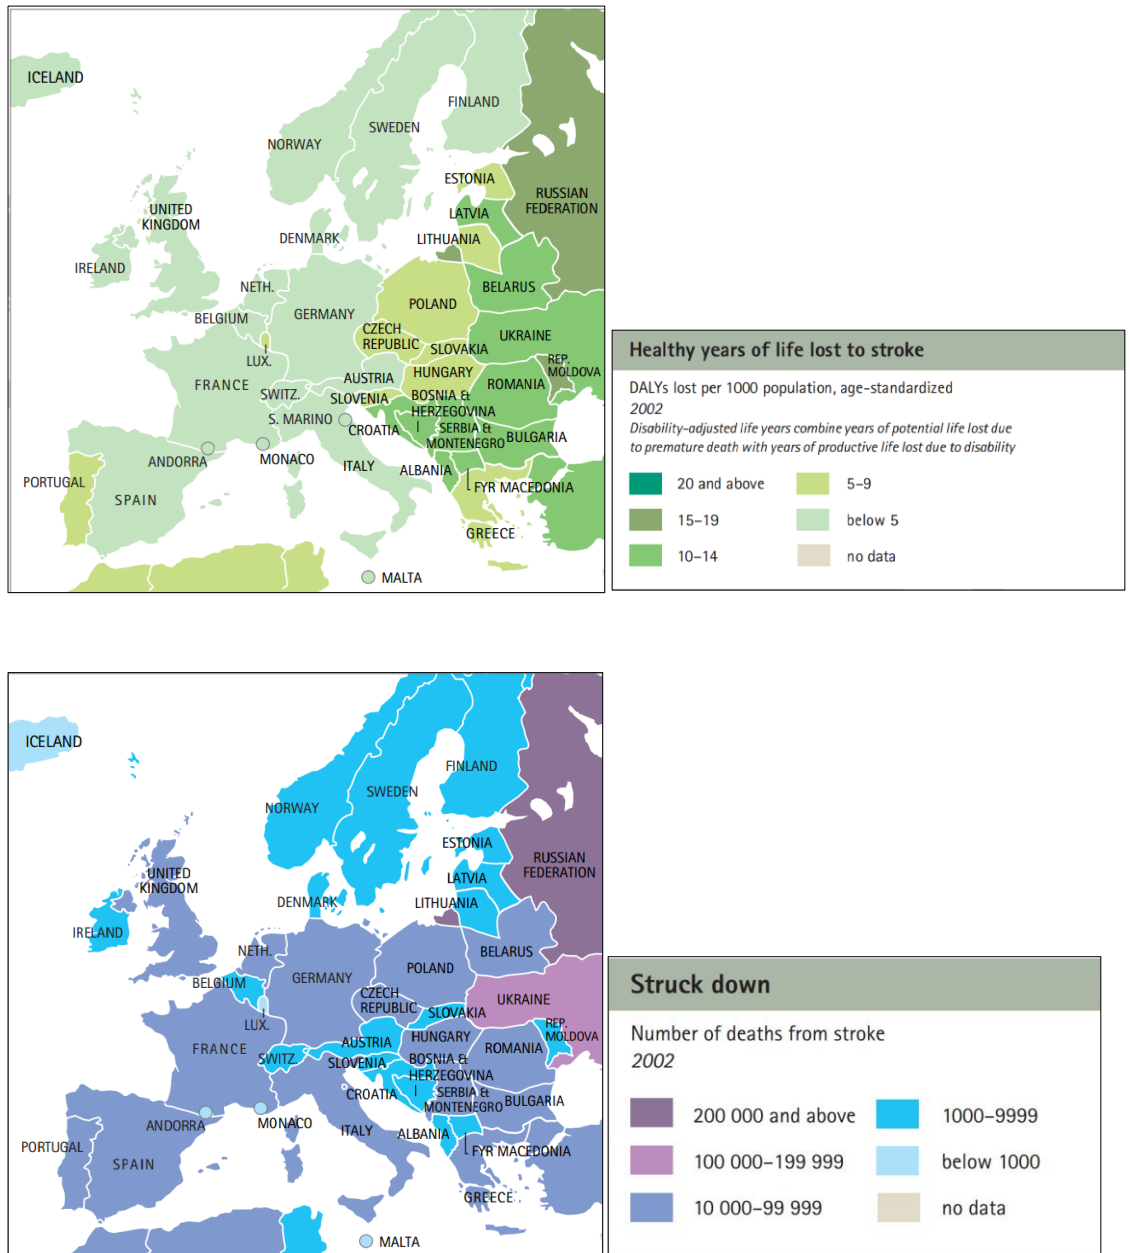 ICELAND
FINLAND
SWEDEN
NORWAY
ESTONIA
RUSSIAN
FEDERATION
LATVIA
UNITED
KINGDOM
DENMARK
LITHUANIA
IRELAND
NETH.
BELARUS
POLAND
BELGIUM
GERMANY
CZECH
REPUBLIC
UKRAINE
SLOVAKIA
LUX.
REP.
MOLDOVA
HUNGARY
FRANCE
AUSTRIA
ROMANIA
SWITZ.
SLOVENIA
BOSNIA &
HERZEGOVINA
S. MARINO
CROATIA
SERBIA &
MONTENEGRO
BULGARIA
ANDORRA
MONACO
ITALY
ALBANIA
PORTUGAL
SPAIN
FYR MACEDONIA
GREECE
MALTA
Healthy years of life lost to stroke
DALYs lost per 1000 population, age-standardized
2002
Disability-adjusted life years combine years of potential life lost due
to premature death with years of productive life lost due to disability
20 and above
5–9
15–19
below 5
10–14
no data
ICELAND
FINLAND
SWEDEN
NORWAY
ESTONIA
RUSSIAN
FEDERATION
LATVIA
UNITED
KINGDOM
DENMARK
LITHUANIA
IRELAND
NETH.
BELARUS
POLAND
BELGIUM
GERMANY
CZECH
REPUBLIC
UKRAINE
SLOVAKIA
LUX.
REP.
MOLDOVA
HUNGARY
FRANCE
AUSTRIA
ROMANIA
SWITZ.
SLOVENIA
BOSNIA &
HERZEGOVINA
CROATIA
SERBIA &
MONTENEGRO
BULGARIA
ANDORRA
MONACO
ITALY
ALBANIA
PORTUGAL
SPAIN
FYR MACEDONIA
GREECE
MALTA
Struck down
Number of deaths from stroke
2002
200 000 and above
1000–9999
100 000–199 999
below 1000
10 000–99 999
no data